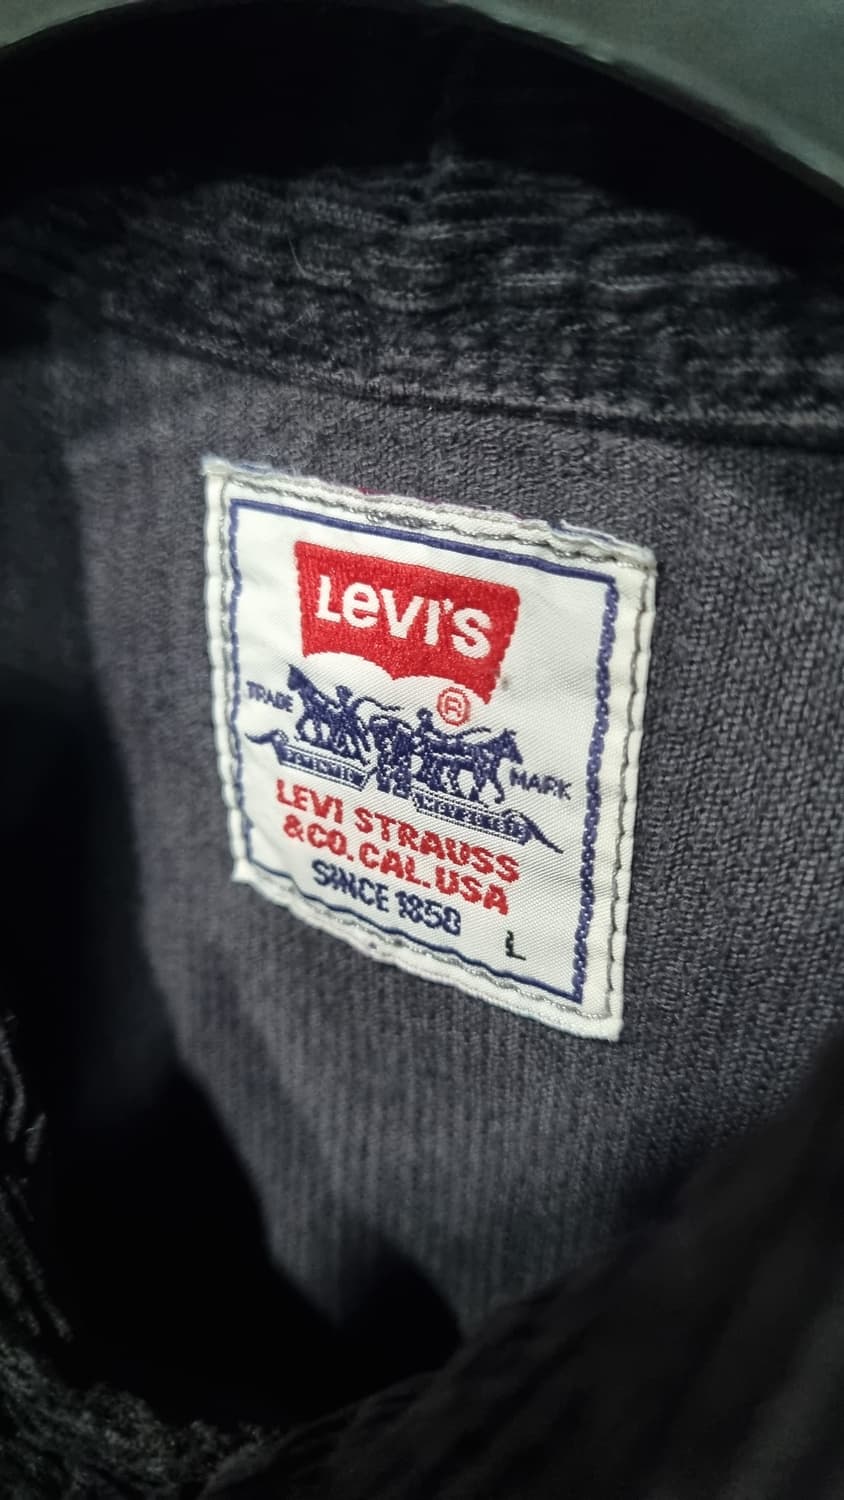 LEVI'S
®
TRADE MARK
LEVI STRAUSS
&CO. CAL. USA
SINCE 1850
L